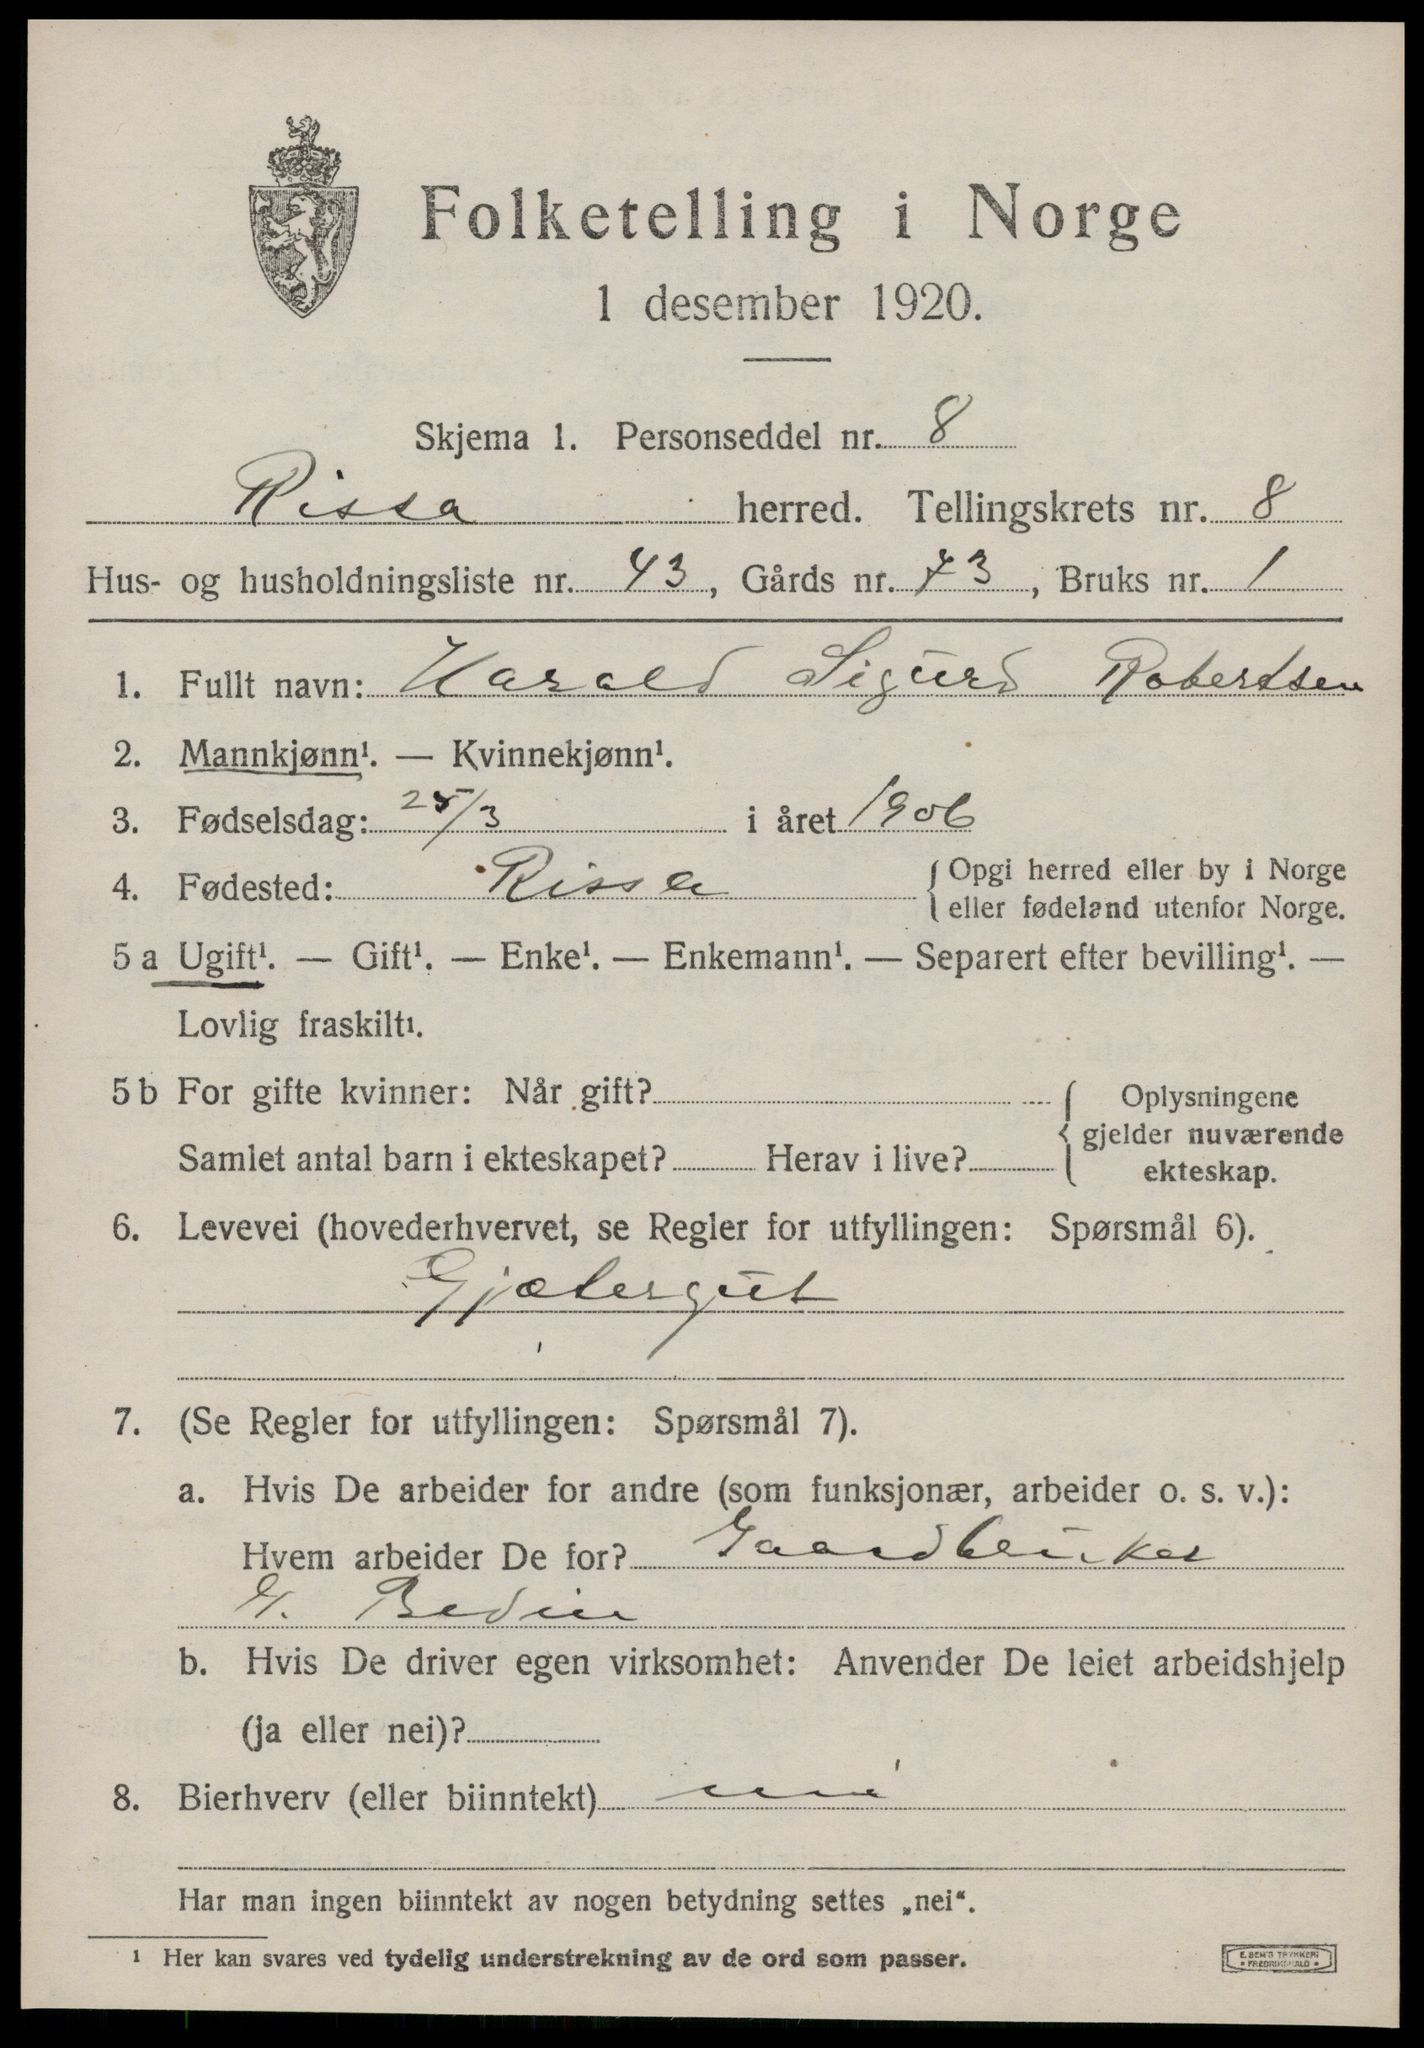 Folketelling i Norge
1 desember 1920.
Skjema 1. Personseddel nr. 8
Rissa herred. Tellingskrets nr. 8
Hus- og husholdningsliste nr. 43, Gårds nr. 73, Bruks nr. 1
1. Fullt navn: Harald Sigurd Robertsen
2. Mannkjønn¹. — Kvinnekjønn¹.
3. Fødselsdag: 25/3 i året 1906
4. Fødested: Rissa { Opgi herred eller by i Norge
eller fødeland utenfor Norge.
5 a Ugift¹. — Gift¹. — Enke¹. — Enkemann¹. — Separert efter bevilling¹. —
Lovlig fraskilt¹.
5 b For gifte kvinner: Når gift?
Samlet antal barn i ekteskapet? Herav i live?
{ Oplysningene
gjelder nuværende
ekteskap.
6. Levevei (hovederhvervet, se Regler for utfyllingen: Spørsmål 6).
Gjætergut
7. (Se Regler for utfyllingen: Spørsmål 7).
a. Hvis De arbeider for andre (som funksjonær, arbeider o. s. v.):
Hvem arbeider De for? Gaardbruker
Bedin
b. Hvis De driver egen virksomhet: Anvender De leiet arbeidshjelp
(ja eller nei)?
8. Bierhverv (eller biinntekt) nei
Har man ingen biinntekt av nogen betydning settes „nei“.
¹ Her kan svares ved tydelig understrekning av de ord som passer.
E. SEM'S TRYKKERI
• FREDRIKSHALD •